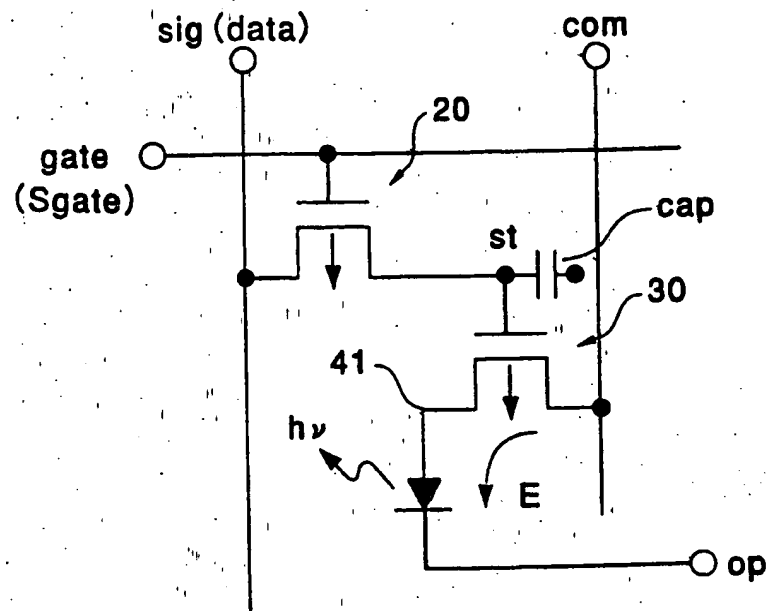 sig (data)
com
20
gate
(Sgate)
cap
st
30
41
hν
E
op